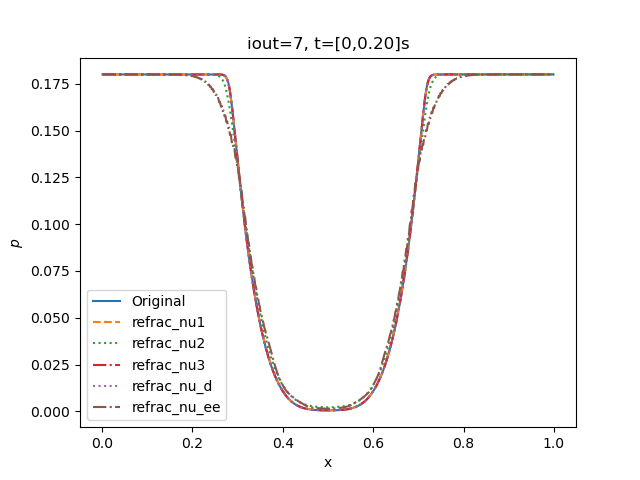 iout=7, t=[0,0.20]s
p
0.175
0.150
0.125
0.100
0.075
0.050
0.025
0.000
Original
refrac_nu1
refrac_nu2
refrac_nu3
refrac_nu_d
refrac_nu_ee
0.0 0.2 0.4 0.6 0.8 1.0
x